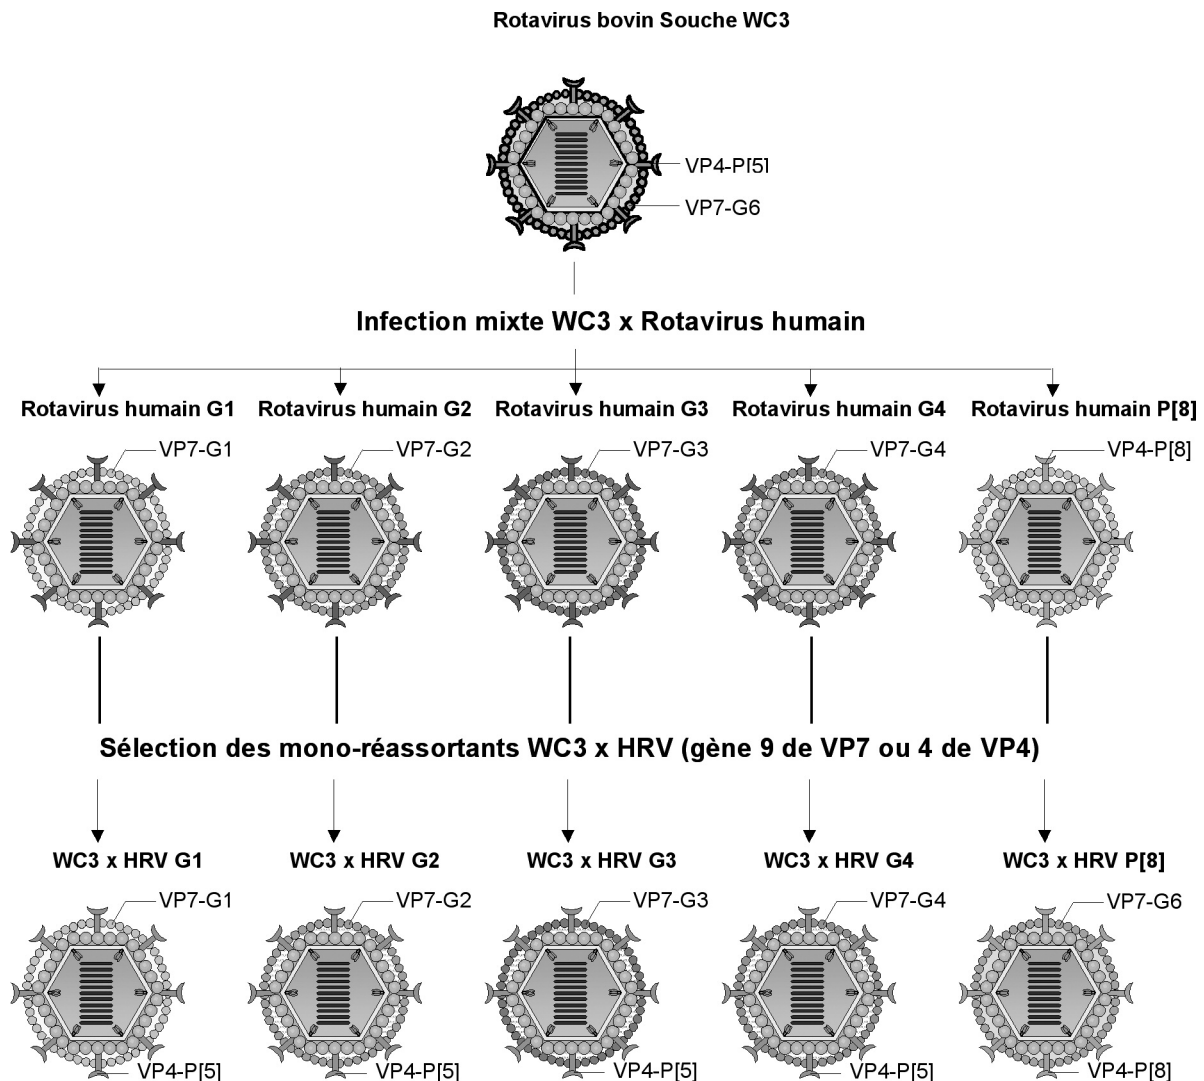 Rotavirus bovin Souche WC3
VP4-P[5]
VP7-G6
Infection mixte WC3 x Rotavirus humain
Rotavirus humain G1 Rotavirus humain G2 Rotavirus humain G3 Rotavirus humain G4 Rotavirus humain P[8]
VP7-G1 VP7-G2 VP7-G3 VP7-G4 VP4-P[8]
Sélection des mono-réassortants WC3 x HRV (gène 9 de VP7 ou 4 de VP4)
WC3 x HRV G1 WC3 x HRV G2 WC3 x HRV G3 WC3 x HRV G4 WC3 x HRV P[8]
VP7-G1 VP7-G2 VP7-G3 VP7-G4 VP7-G6
VP4-P[5] VP4-P[5] VP4-P[5] VP4-P[5] VP4-P[8]